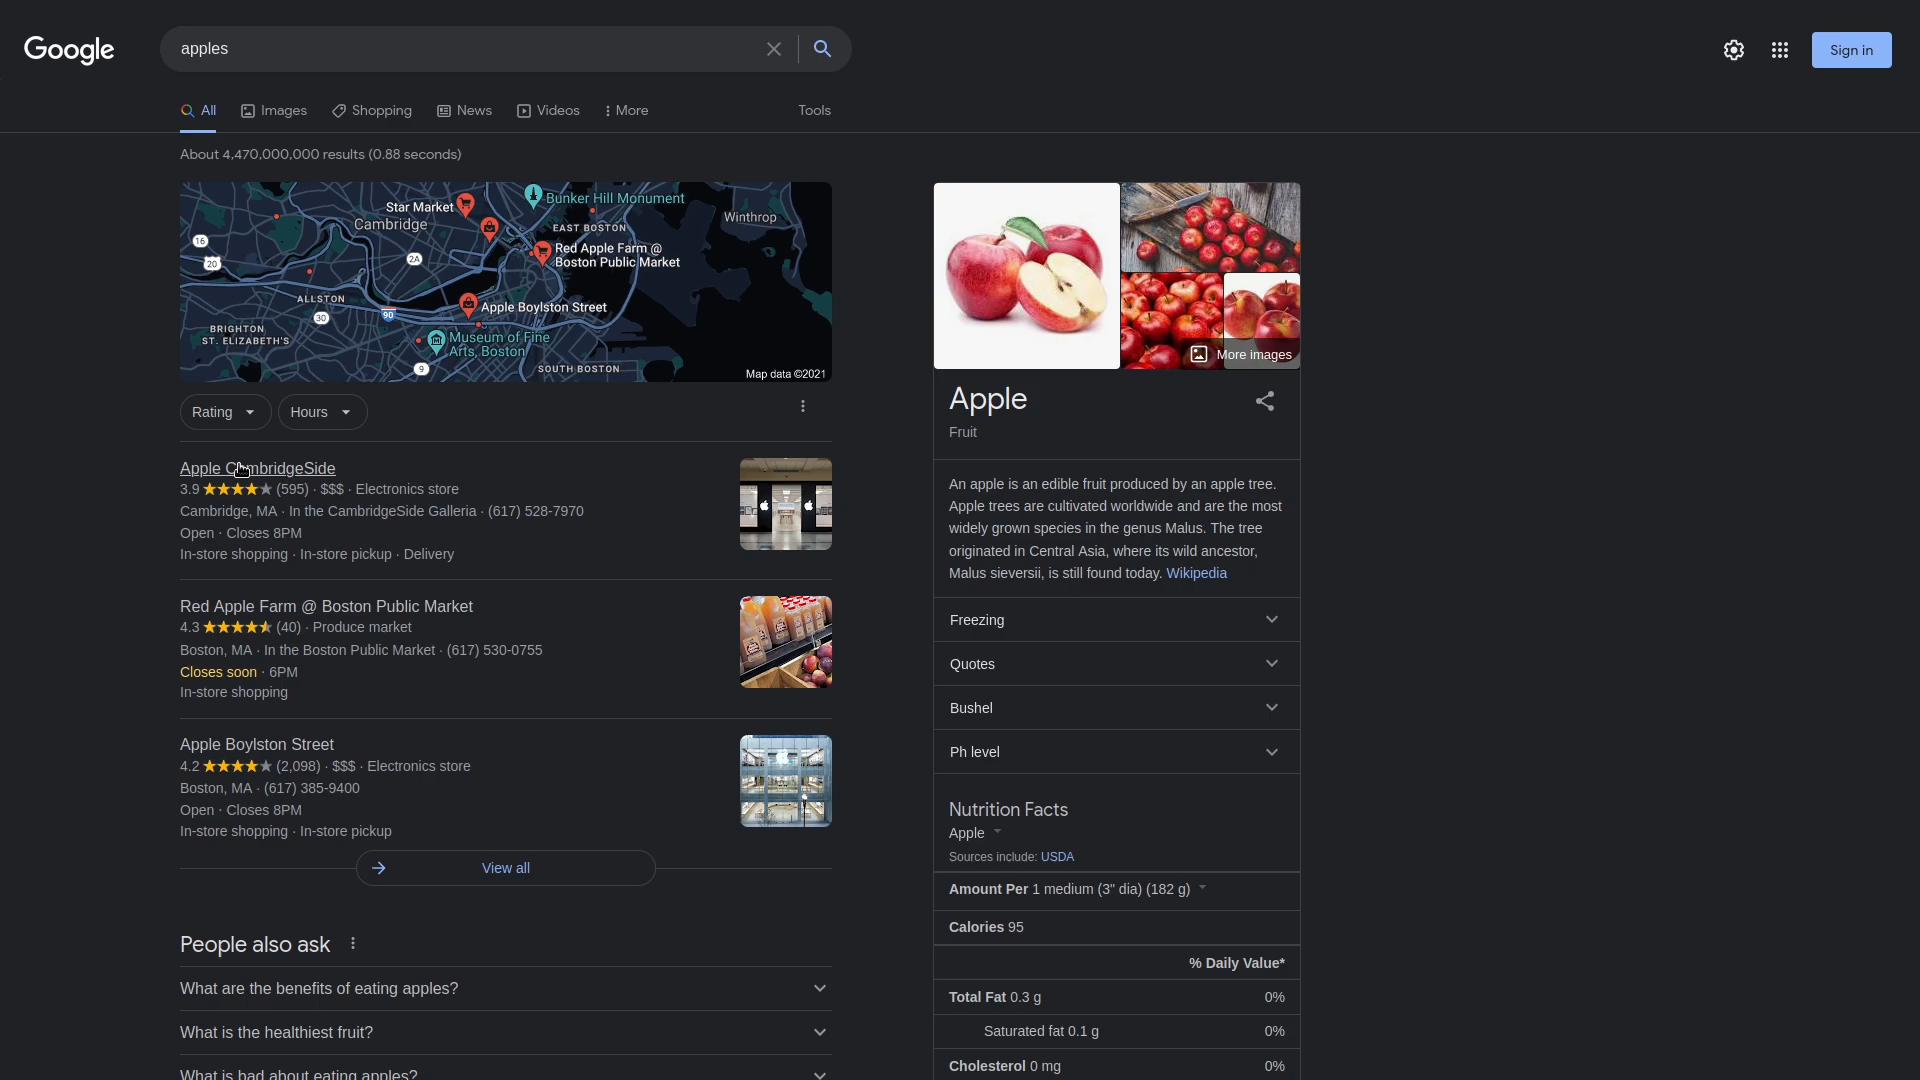 Google
apples
Sign in
All
Images
Shopping
News
Videos
More
Tools
About 4,470,000,000 results (0.88 seconds)
Star Market
Cambridge
Bunker Hill Monument
Winthrop
EAST BOSTON
16
20
2A
Red Apple Farm @
Boston Public Market
ALLSTON
30
90
Apple Boylston Street
BRIGHTON
ST. ELIZABETH'S
Museum of Fine
Arts, Boston
9
SOUTH BOSTON
Map data ©2021
Rating
Hours
Apple CambridgeSide
3.9 (595) · $$$ · Electronics store
Cambridge, MA · In the CambridgeSide Galleria · (617) 528-7970
Open · Closes 8PM
In-store shopping · In-store pickup · Delivery
Red Apple Farm @ Boston Public Market
4.3 (40) · Produce market
Boston, MA · In the Boston Public Market · (617) 530-0755
Closes soon · 6PM
In-store shopping
Apple Boylston Street
4.2 (2,098) · $$$ · Electronics store
Boston, MA · (617) 385-9400
Open · Closes 8PM
In-store shopping · In-store pickup
View all
People also ask
What are the benefits of eating apples?
What is the healthiest fruit?
What is bad about eating apples?
More images
Apple
Fruit
An apple is an edible fruit produced by an apple tree.
Apple trees are cultivated worldwide and are the most
widely grown species in the genus Malus. The tree
originated in Central Asia, where its wild ancestor,
Malus sieversii, is still found today. Wikipedia
Freezing
Quotes
Bushel
Ph level
Nutrition Facts
Apple
Sources include: USDA
Amount Per 1 medium (3" dia) (182 g)
Calories 95
% Daily Value*
Total Fat 0.3 g 0%
Saturated fat 0.1 g 0%
Cholesterol 0 mg 0%